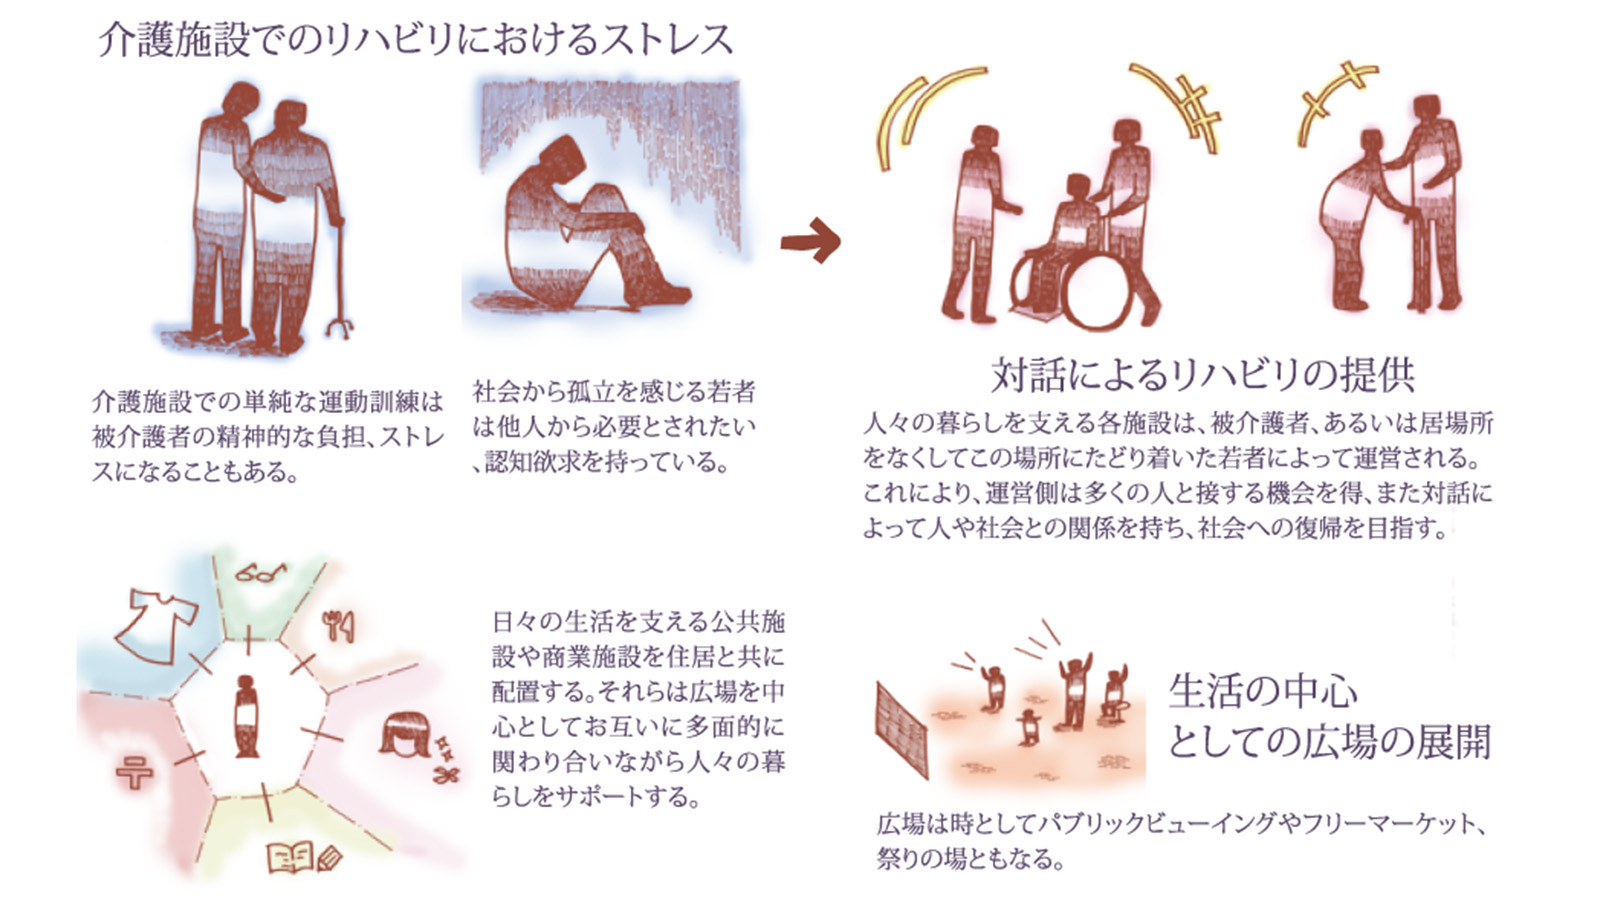 介護施設でのリハビリにおけるストレス
介護施設での単純な運動訓練は
被介護者の精神的な負担、ストレ
スになることもある。
社会から孤立を感じる若者
は他人から必要とされたい
、認知欲求を持っている。
対話によるリハビリの提供
人々の暮らしを支える各施設は、被介護者、あるいは居場所
をなくしてこの場所にたどり着いた若者によって運営される。
これにより、運営側は多くの人と接する機会を得、また対話に
よって人や社会との関係を持ち、社会への復帰を目指す。
日々の生活を支える公共施
設や商業施設を住居と共に
配置する。それらは広場を中
心としてお互いに多面的に
関わり合いながら人々の暮
らしをサポートする。
生活の中心
としての広場の展開
広場は時としてパブリックビューイングやフリーマーケット、
祭りの場ともなる。